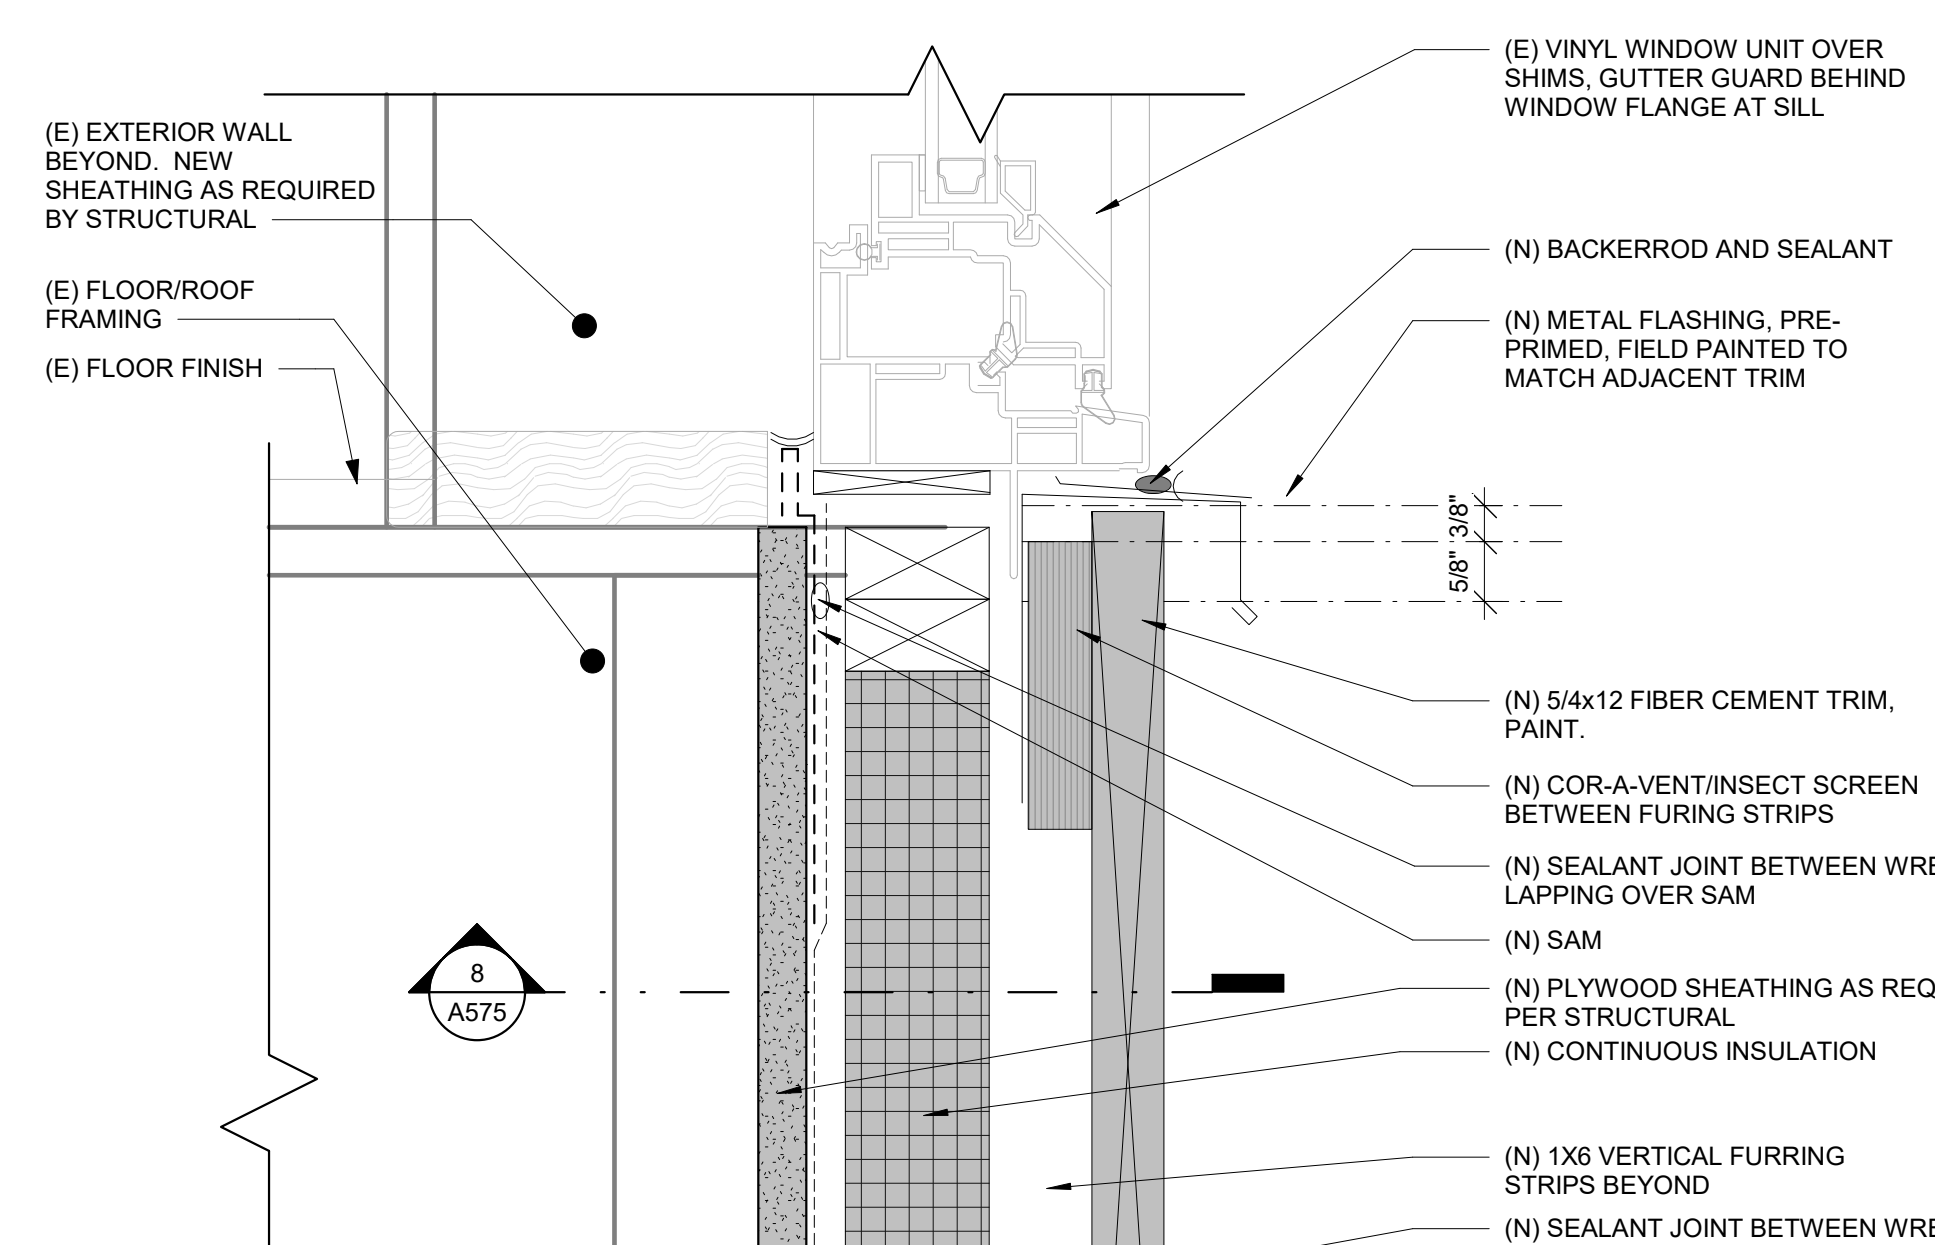 (E) EXTERIOR WALL
BEYOND.  NEW
SHEATHING AS REQUIRED
BY STRUCTURAL
(E) FLOOR/ROOF
FRAMING
(E) FLOOR FINISH
8
A575
(E) VINYL WINDOW UNIT OVER
SHIMS, GUTTER GUARD BEHIND
WINDOW FLANGE AT SILL
(N) BACKERROD AND SEALANT
(N) METAL FLASHING, PRE-
PRIMED, FIELD PAINTED TO
MATCH ADJACENT TRIM
3/8"
5/8"
(N) 5/4x12 FIBER CEMENT TRIM,
PAINT.
(N) COR-A-VENT/INSECT SCREEN
BETWEEN FURING STRIPS
(N) SEALANT JOINT BETWEEN
LAPPING OVER SAM
(N) SAM
(N) PLYWOOD SHEATHING AS
PER STRUCTURAL
(N) CONTINUOUS INSULATION
(N) 1X6 VERTICAL FURRING
STRIPS BEYOND
(N) SEALANT JOINT BETWEEN